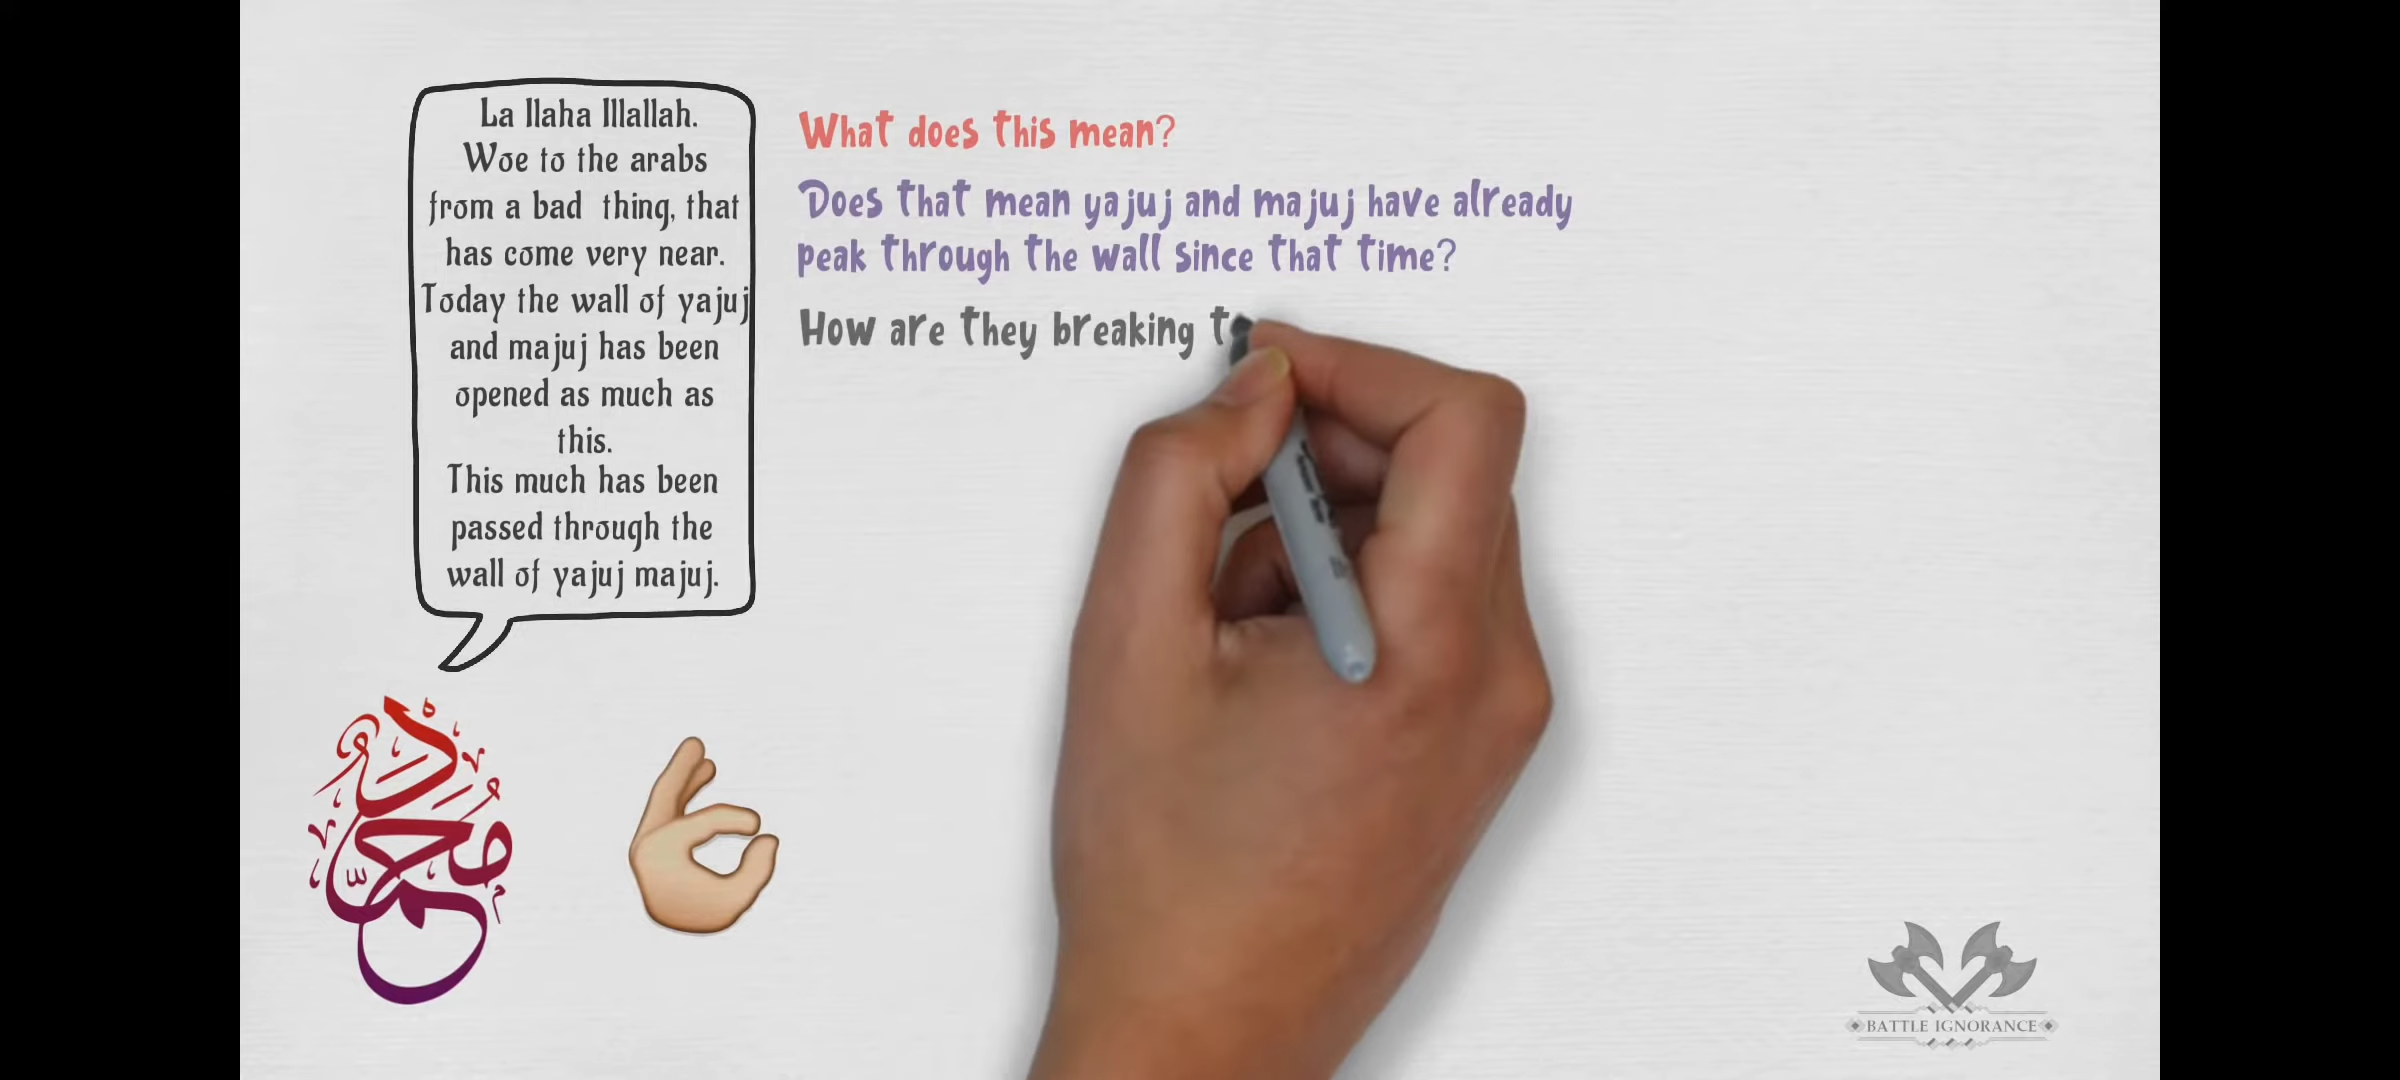 La Ilaha Illallah.
Woe to the arabs
from a bad thing, that
has come very near.
Today the wall of yajuj
and majuj has been
opened as much as
this.
This much has been
passed through the
wall of yajuj majuj.
What does this mean?
Does that mean yajuj and majuj have already
peak through the wall since that time?
How are they breaking t
محمد
BATTLE IGNORANCE